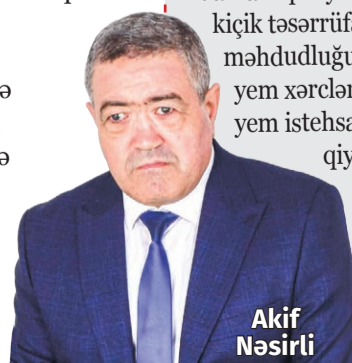 ə
ə
kiçik təsərrüfa
məhdudluğu
yem xərclər
yem istehsa
qiy
Akif
Nəsirli